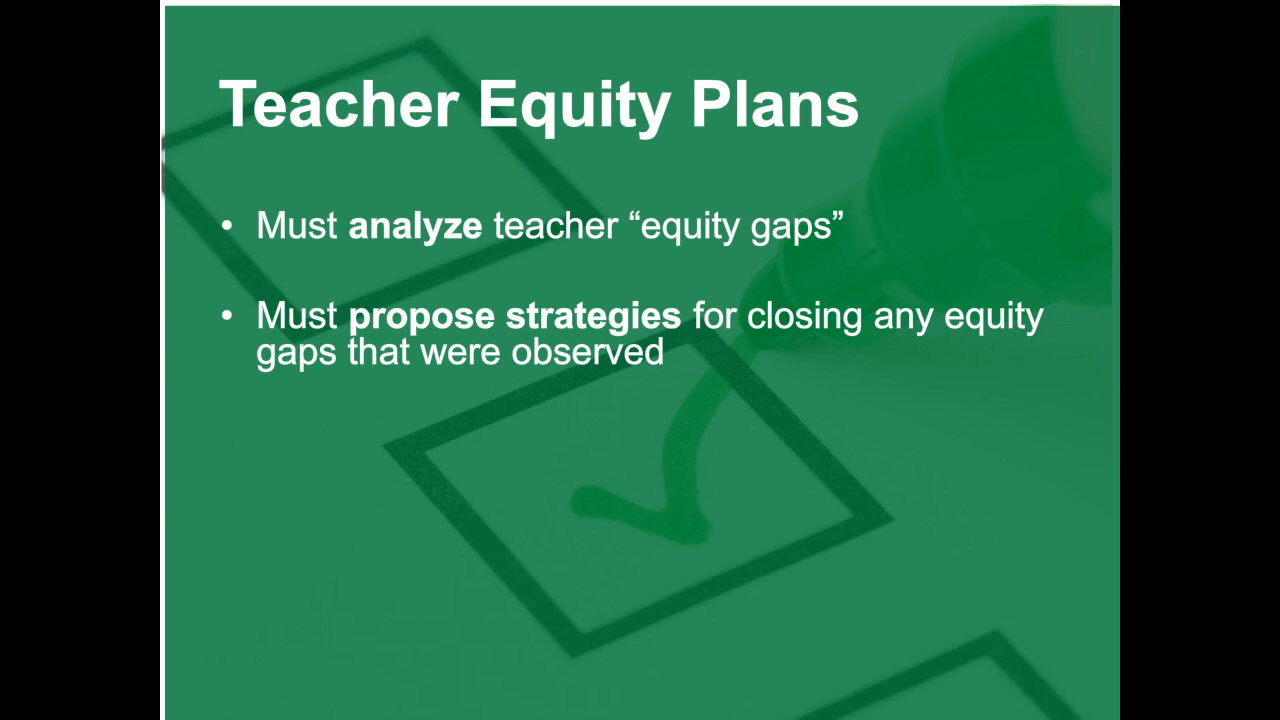 Teacher Equity Plans
• Must analyze teacher “equity gaps”
• Must propose strategies for closing any equity
gaps that were observed